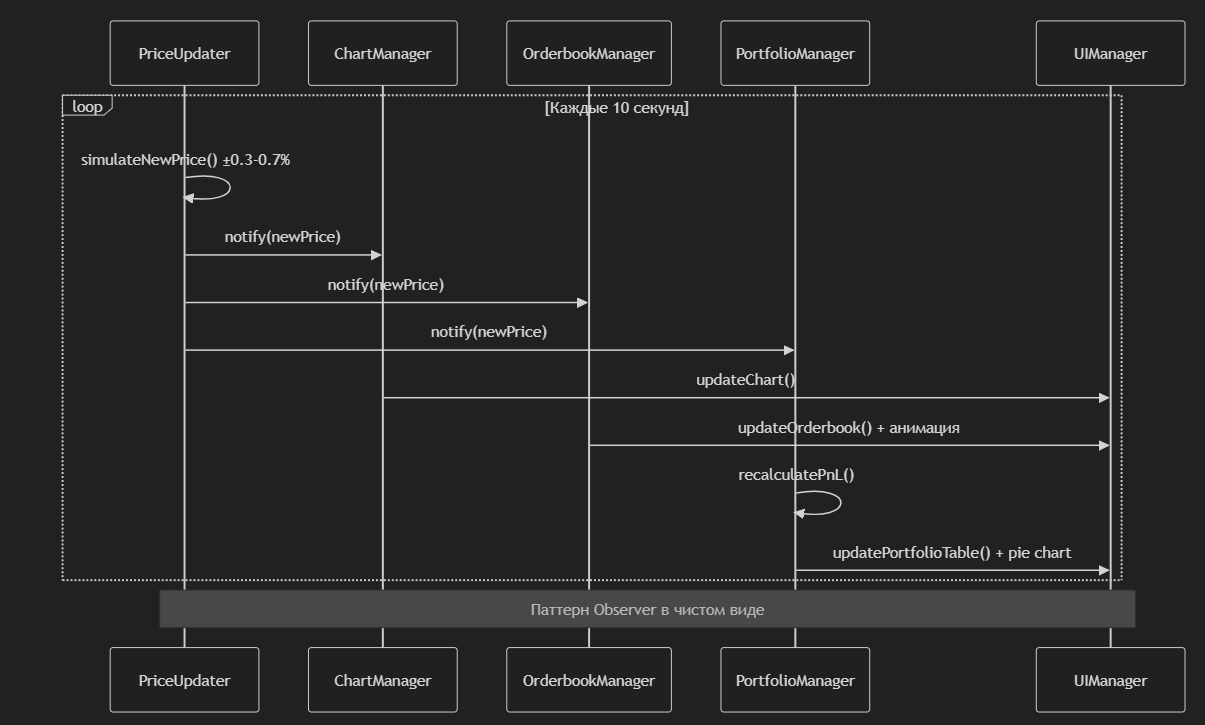 PriceUpdater
ChartManager
OrderbookManager
PortfolioManager
UIManager
loop
[Каждые 10 секунд]
simulateNewPrice() ±0.3-0.7%
notify(newPrice)
notify(newPrice)
notify(newPrice)
updateChart()
updateOrderbook() + анимация
recalculatePnL()
updatePortfolioTable() + pie chart
Паттерн Observer в чистом виде
PriceUpdater
ChartManager
OrderbookManager
PortfolioManager
UIManager